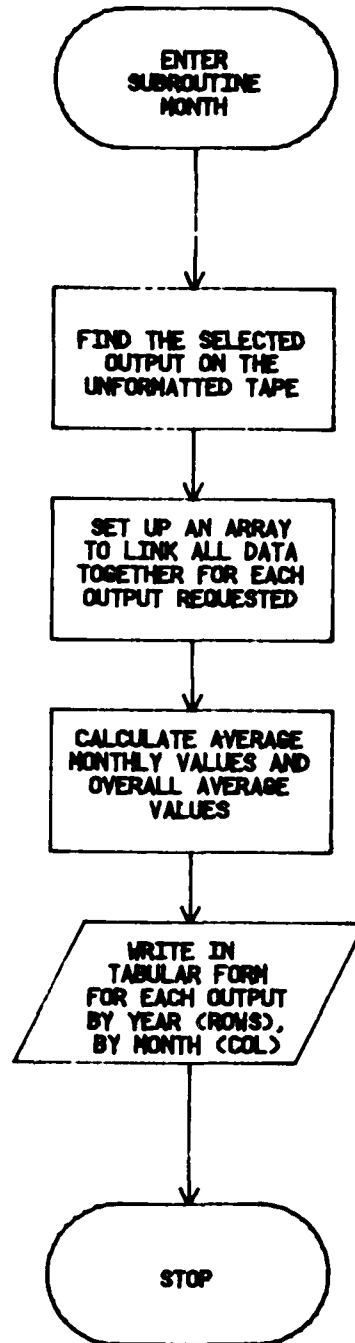 ENTER
SUBROUTINE
MONTH
FIND THE SELECTED
OUTPUT ON THE
UNFORMATTED TAPE
SET UP AN ARRAY
TO LINK ALL DATA
TOGETHER FOR EACH
OUTPUT REQUESTED
CALCULATE AVERAGE
MONTHLY VALUES AND
OVERALL AVERAGE
VALUES
WRITE IN
TABULAR FORM
FOR EACH OUTPUT
BY YEAR (ROWS),
BY MONTH (COL)
STOP